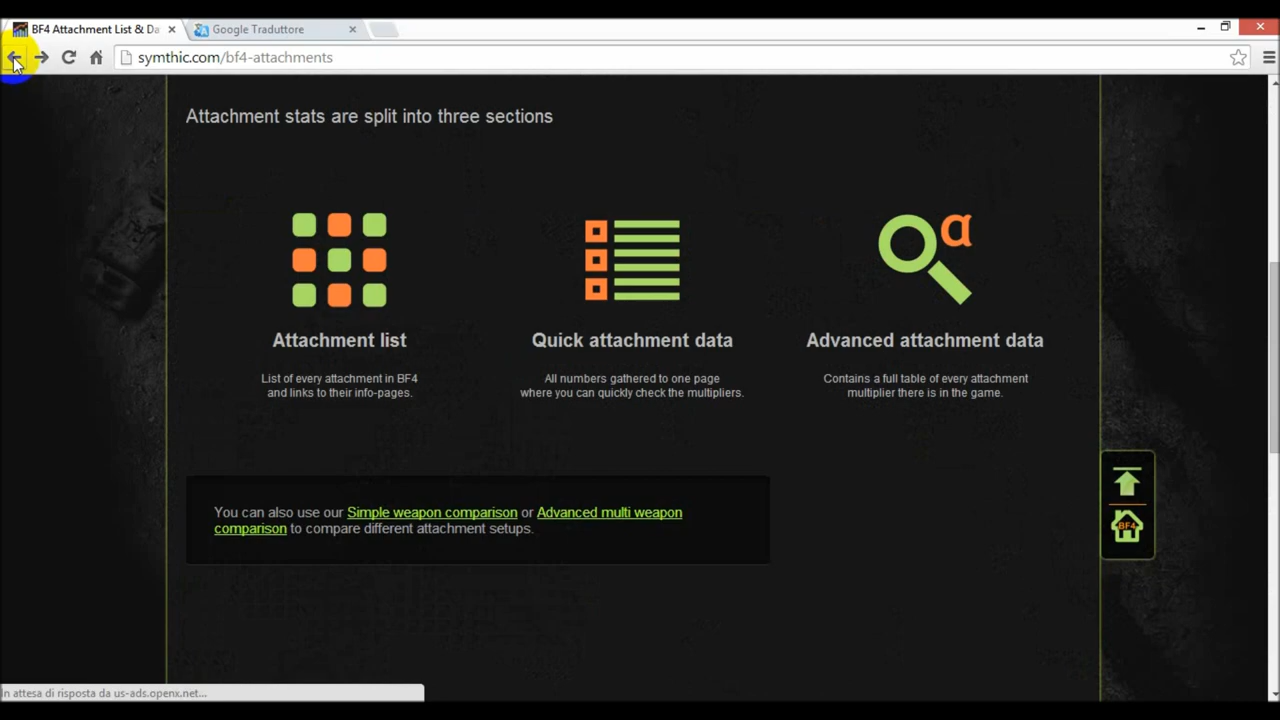 BF4 Attachment List & Da
Google Traduttore
symthic.com/bf4-attachments
Attachment stats are split into three sections
α
Attachment list
Quick attachment data
Advanced attachment data
List of every attachment in BF4
and links to their info-pages.
All numbers gathered to one page
where you can quickly check the multipliers.
Contains a full table of every attachment
multiplier there is in the game.
You can also use our Simple weapon comparison or Advanced multi weapon
comparison to compare different attachment setups.
BF4
In attesa di risposta da us-ads.openx.net...